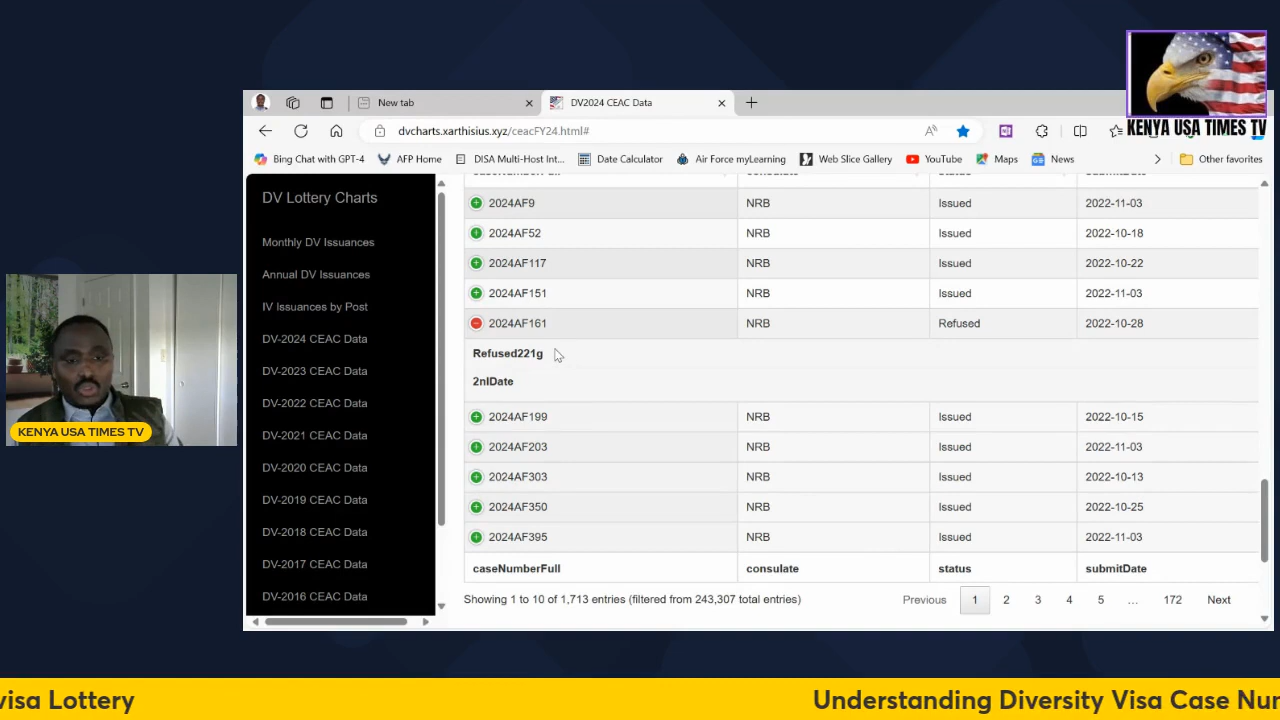 KENYA USA TIMES TV
New tab
DV2024 CEAC Data
dvcharts.xarthisius.xyz/ceacFY24.html#
Bing Chat with GPT-4 AFP Home DISA Multi-Host Int... Date Calculator Air Force myLearning Web Slice Gallery YouTube Maps News Other favorites
DV Lottery Charts
Monthly DV Issuances
Annual DV Issuances
IV Issuances by Post
DV-2024 CEAC Data
DV-2023 CEAC Data
DV-2022 CEAC Data
DV-2021 CEAC Data
DV-2020 CEAC Data
DV-2019 CEAC Data
DV-2018 CEAC Data
DV-2017 CEAC Data
DV-2016 CEAC Data
2024AF9 NRB Issued 2022-11-03
2024AF52 NRB Issued 2022-10-18
2024AF117 NRB Issued 2022-10-22
2024AF151 NRB Issued 2022-11-03
2024AF161 NRB Refused 2022-10-28
Refused221g
2nlDate
2024AF199 NRB Issued 2022-10-15
2024AF203 NRB Issued 2022-11-03
2024AF303 NRB Issued 2022-10-13
2024AF350 NRB Issued 2022-10-25
2024AF395 NRB Issued 2022-11-03
caseNumberFull consulate status submitDate
Showing 1 to 10 of 1,713 entries (filtered from 243,307 total entries)
Previous 1 2 3 4 5 ... 172 Next
KENYA USA TIMES TV
visa Lottery
Understanding Diversity Visa Case Nu